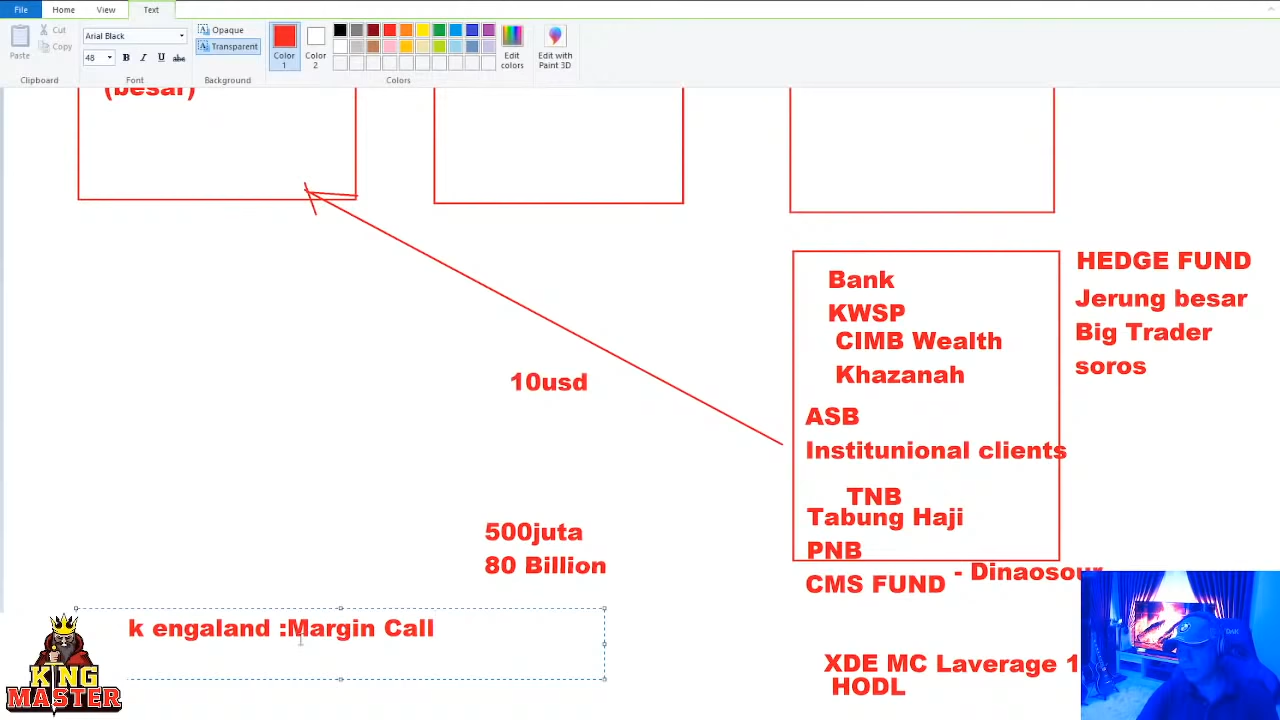 File Home View Text
Paste
Cut
Copy
Clipboard
Arial Black
48
B I U abc
Font
Opaque
Transparent
Background
Color 1
Color 2
Edit colors
Edit with Paint 3D
Colors
(besar)
Bank
KWSP
CIMB Wealth
Khazanah
ASB
Institunional clients
TNB
Tabung Haji
PNB
CMS FUND
- Dinaosour
HEDGE FUND
Jerung besar
Big Trader
soros
10usd
500juta
80 Billion
k engaland :Margin Call
XDE MC Laverage 1
HODL
KING
MASTER